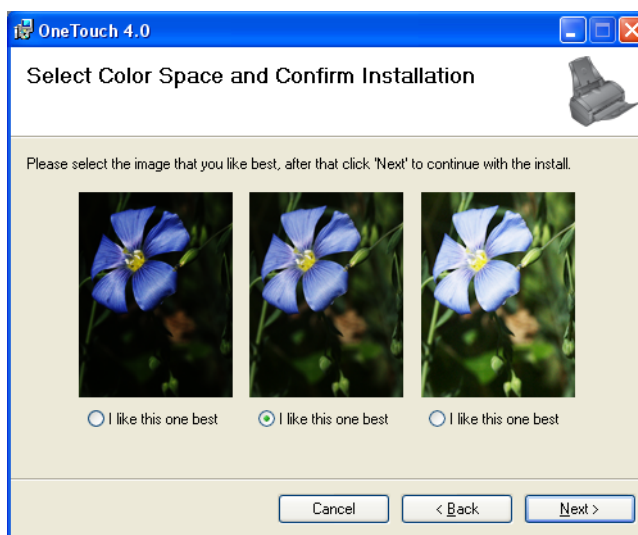 OneTouch 4.0
Select Color Space and Confirm Installation
Please select the image that you like best, after that click 'Next' to continue with the install.
I like this one best I like this one best I like this one best
Cancel < Back Next >